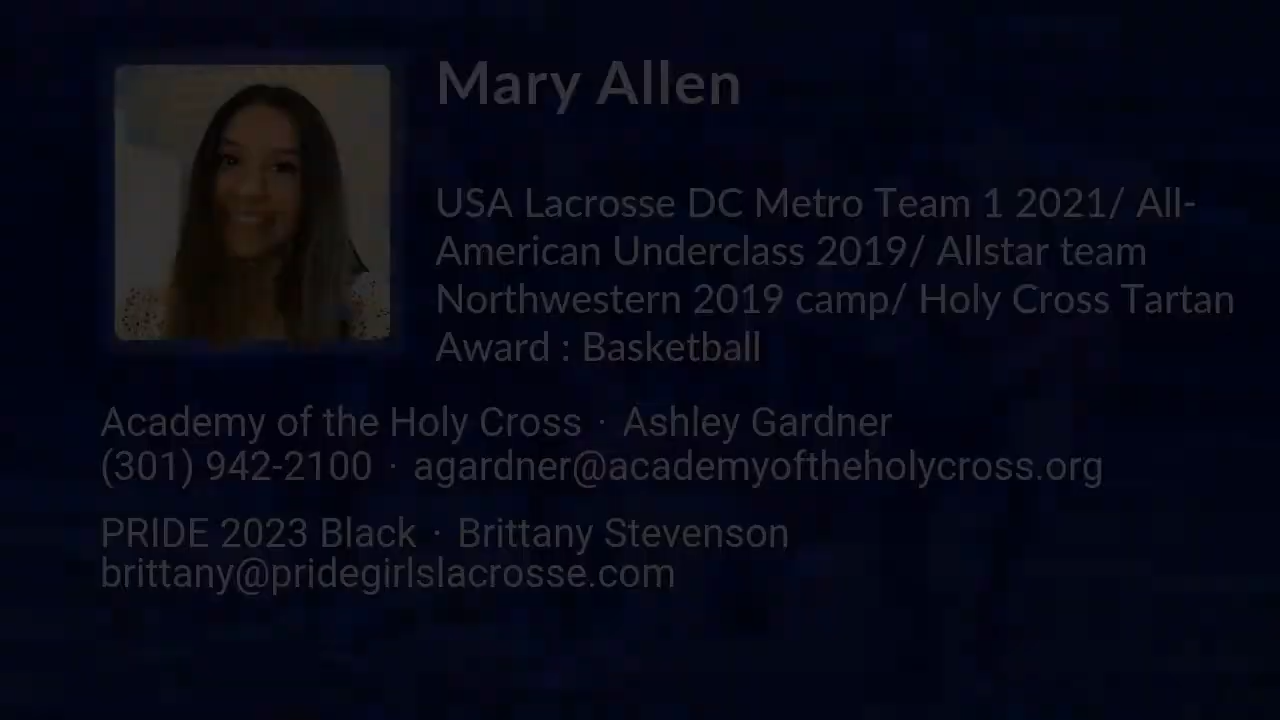 Mary Allen
USA Lacrosse DC Metro Team 1 2021/ All-
American Underclass 2019/ Allstar team
Northwestern 2019 camp/ Holy Cross Tartan
Award : Basketball
Academy of the Holy Cross · Ashley Gardner
(301) 942-2100 · agardner@academyoftheholycross.org
PRIDE 2023 Black · Brittany Stevenson
brittany@pridegirlslacrosse.com